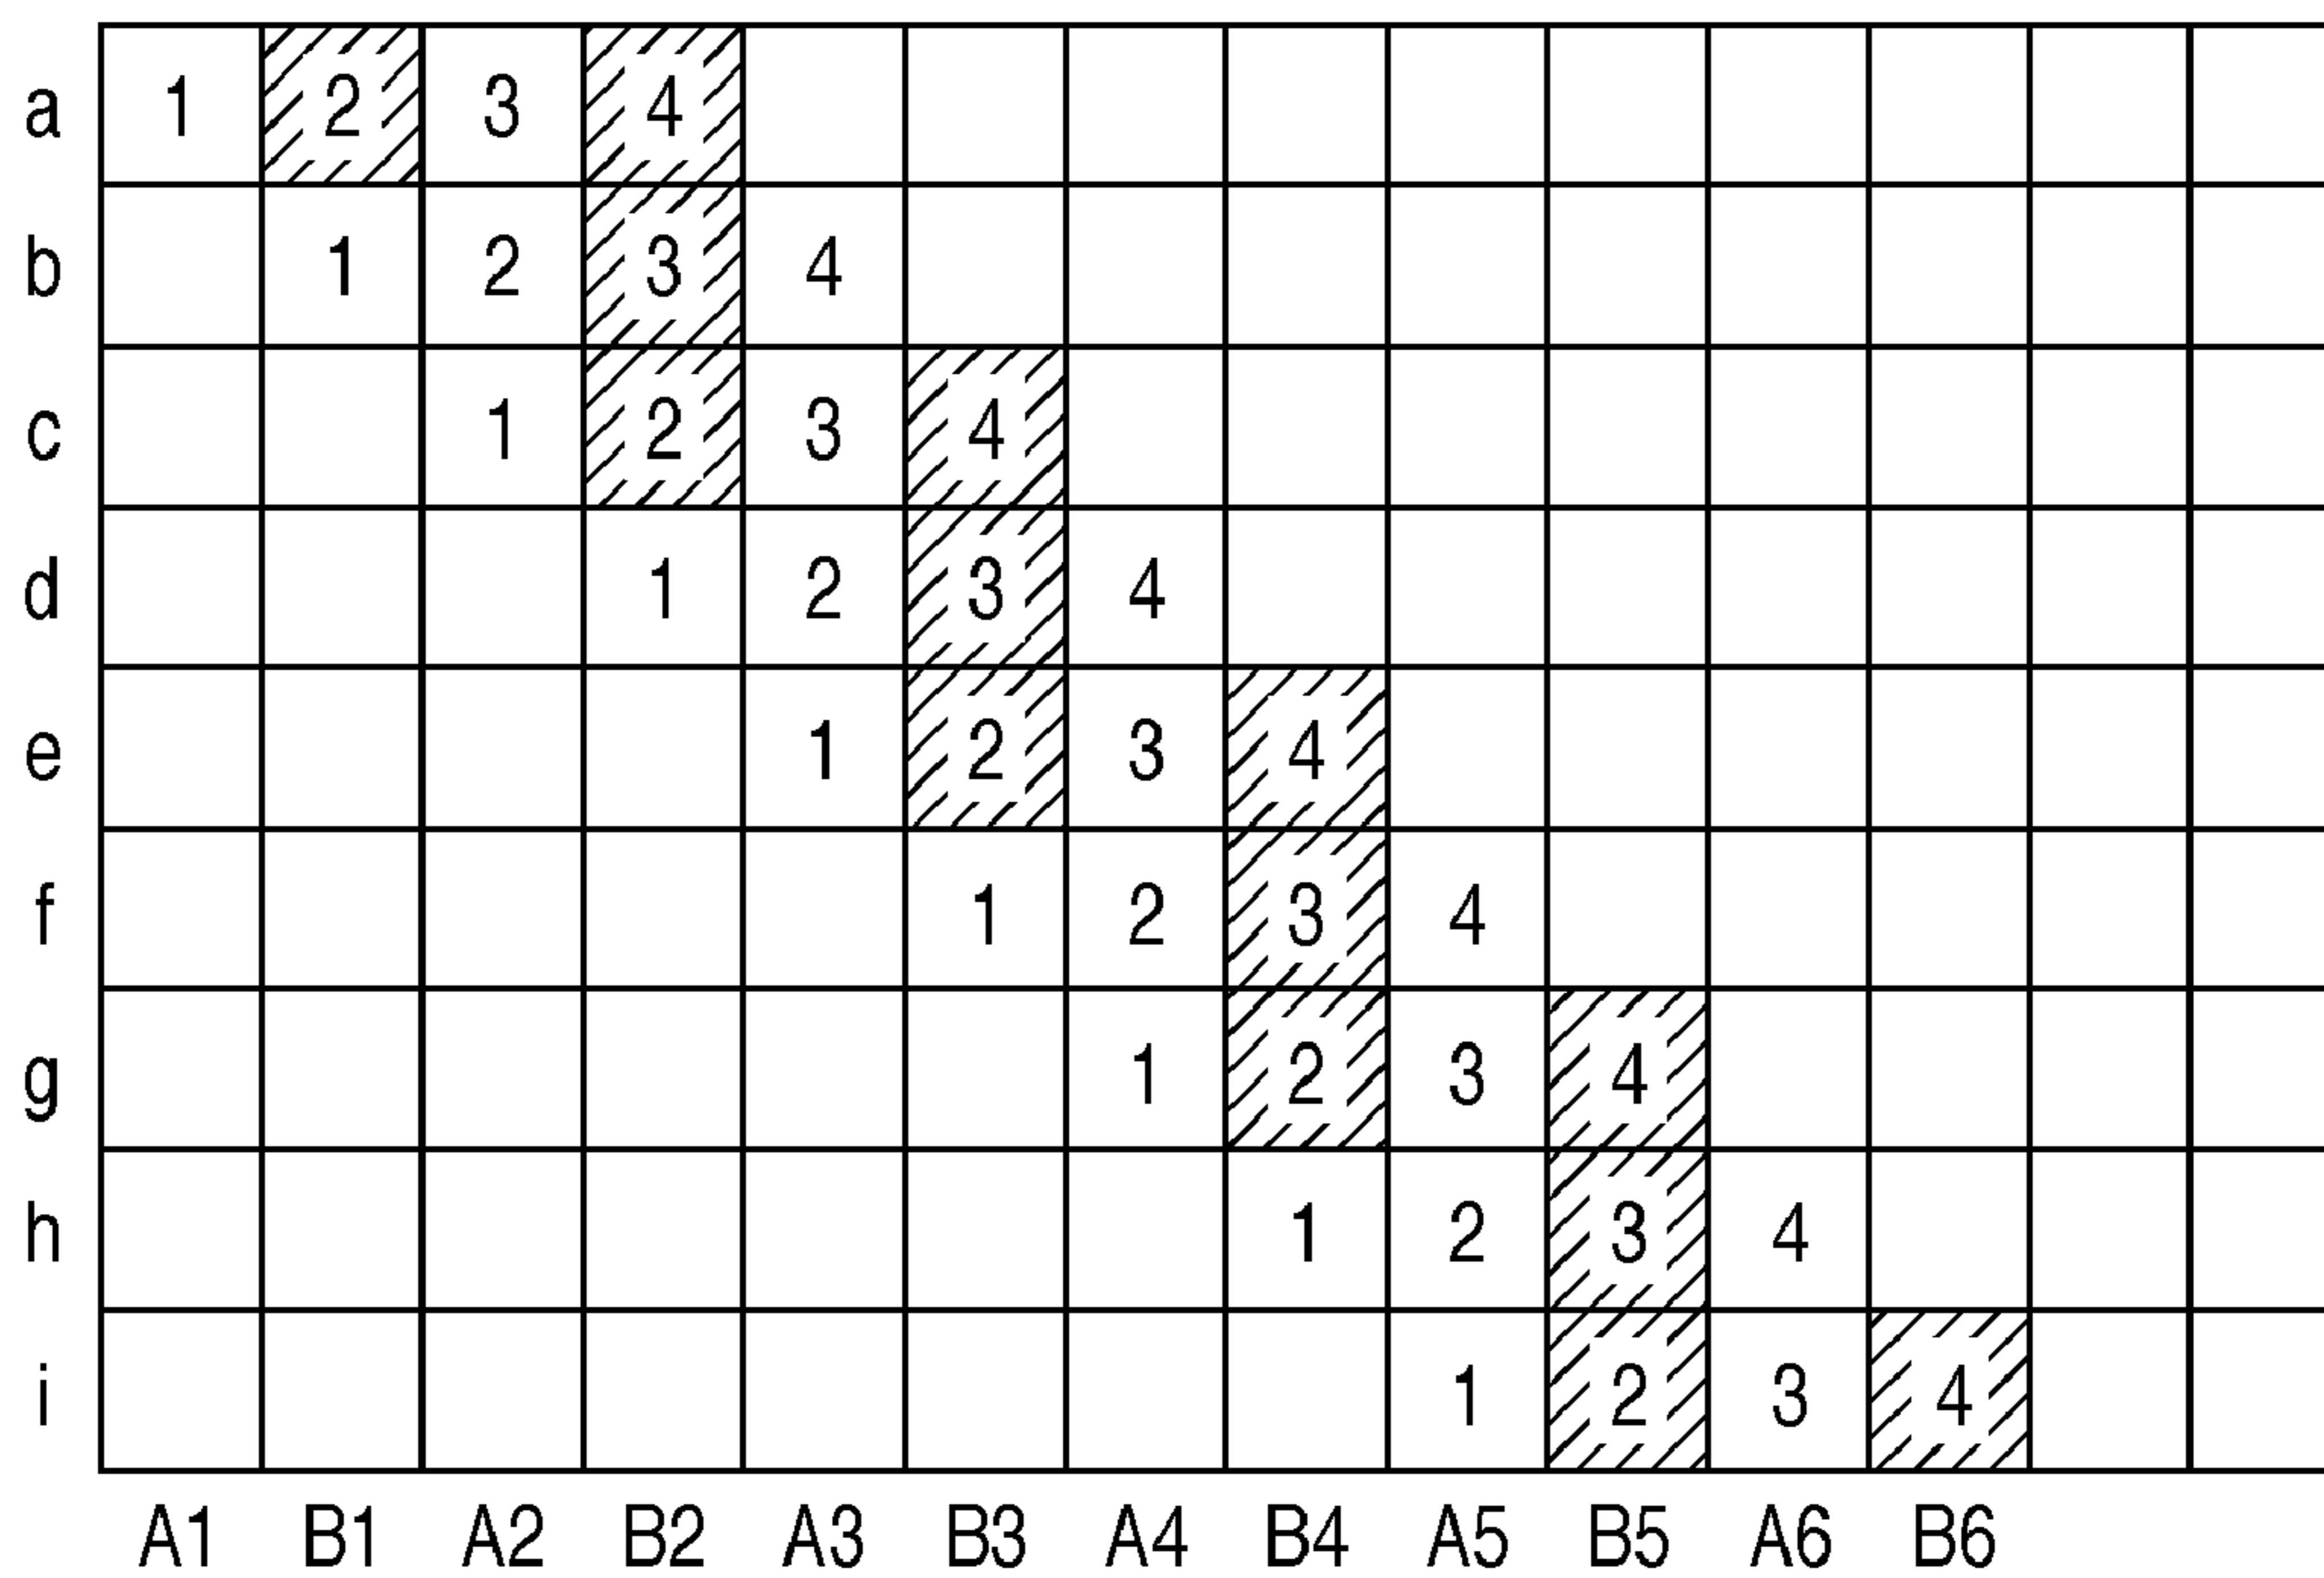 a 1 2 3 4
b 1 2 3 4
c 1 2 3 4
d 1 2 3 4
e 1 2 3 4
f 1 2 3 4
g 1 2 3 4
h 1 2 3 4
i 1 2 3 4
A1 B1 A2 B2 A3 B3 A4 B4 A5 B5 A6 B6